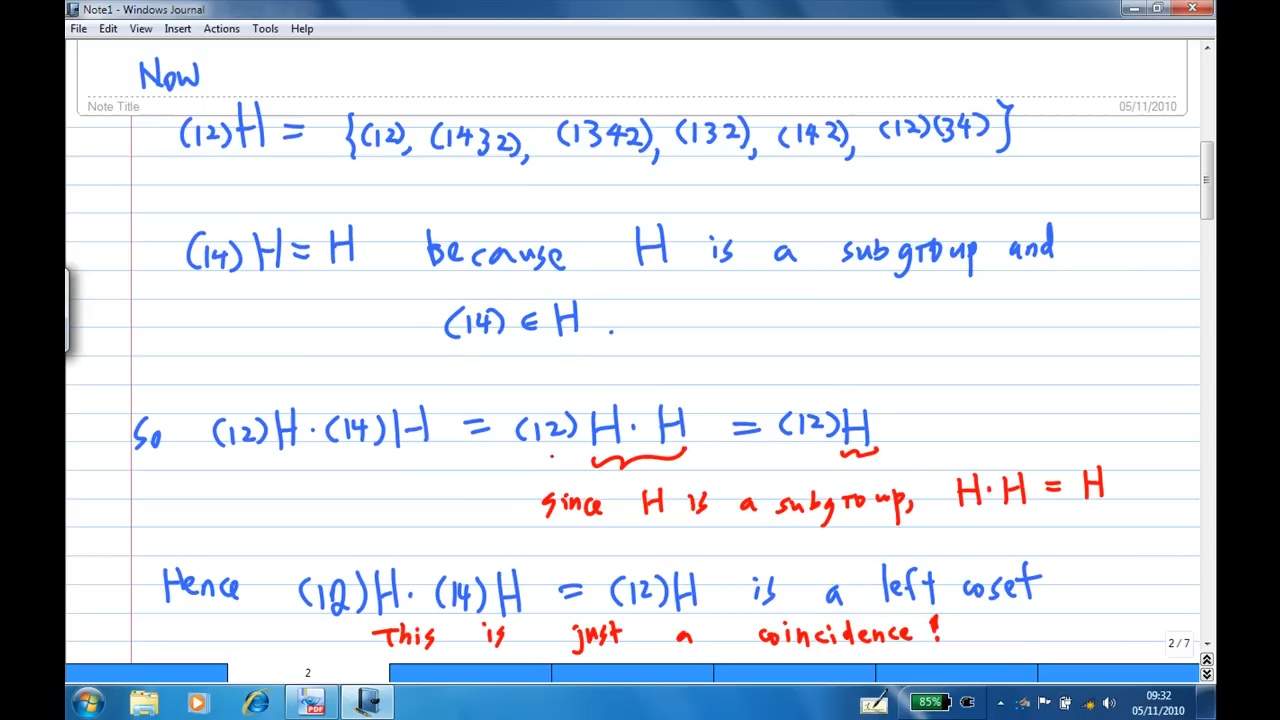 Note1 - Windows Journal
File Edit View Insert Actions Tools Help
Now
Note Title
05/11/2010
(12)H = {(12), (1432), (1342), (132), (142), (12)(34)}
(14)H = H because H is a subgroup and
(14) ∈ H.
So (12)H·(14)H = (12)H·H = (12)H
since H is a subgroup, H·H = H
Hence (12)H·(14)H = (12)H is a left coset
This is just a coincidence!
2 / 7
2
85%
09:32
05/11/2010